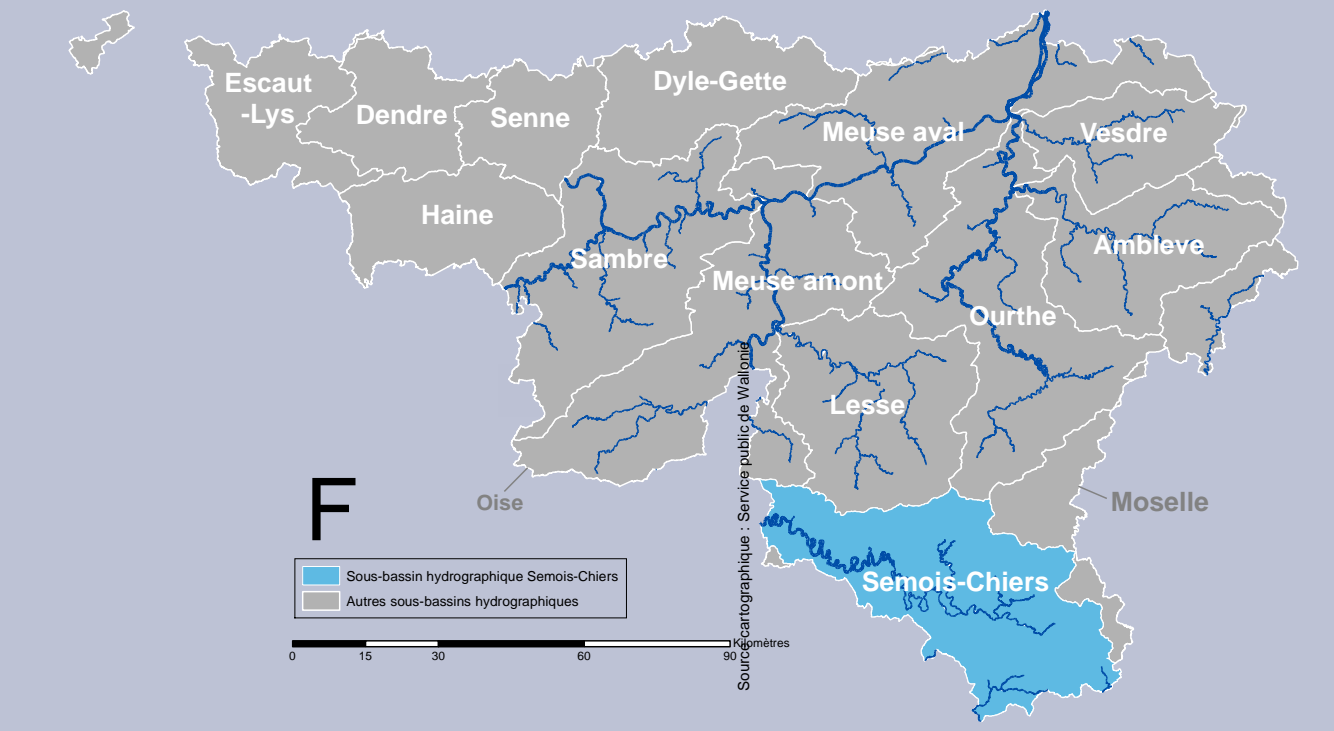 Escaut
-Lys
Dendre
Senne
Dyle-Gette
Meuse aval
Vesdre
Haine
Sambre
Meuse amont
Ambleve
Ourthe
Lesse
Oise
Moselle
Semois-Chiers
F
Sous-bassin hydrographique Semois-Chiers
Autres sous-bassins hydrographiques
Kilomètres
0 15 30 60 90
Source cartographique : Service public de Wallonie